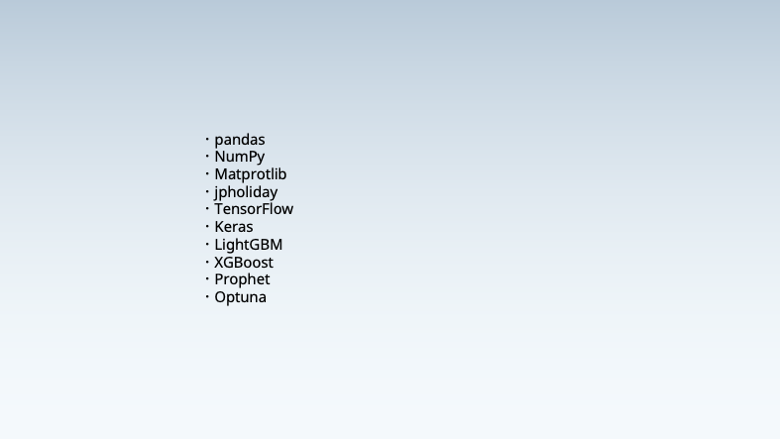 ・pandas
・NumPy
・Matprotlib
・jpholiday
・TensorFlow
・Keras
・LightGBM
・XGBoost
・Prophet
・Optuna